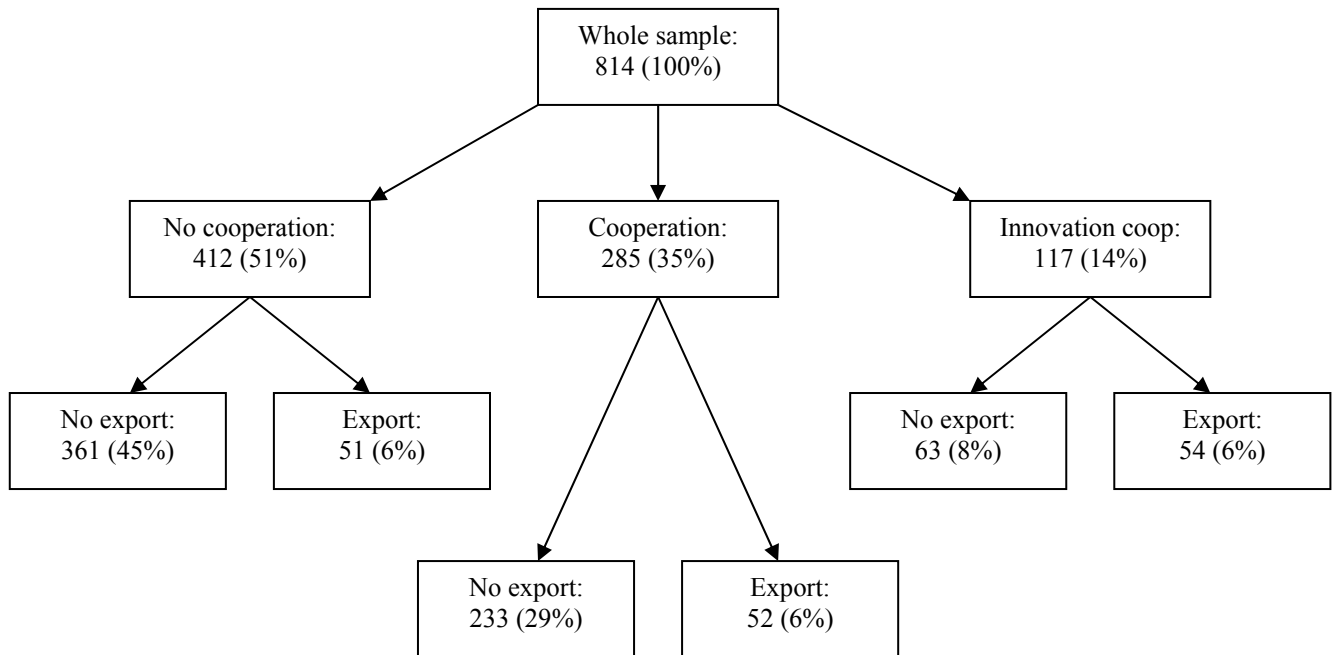 Whole sample:
814 (100%)
No cooperation:
412 (51%)
Cooperation:
285 (35%)
Innovation coop:
117 (14%)
No export:
361 (45%)
Export:
51 (6%)
No export:
63 (8%)
Export:
54 (6%)
No export:
233 (29%)
Export:
52 (6%)